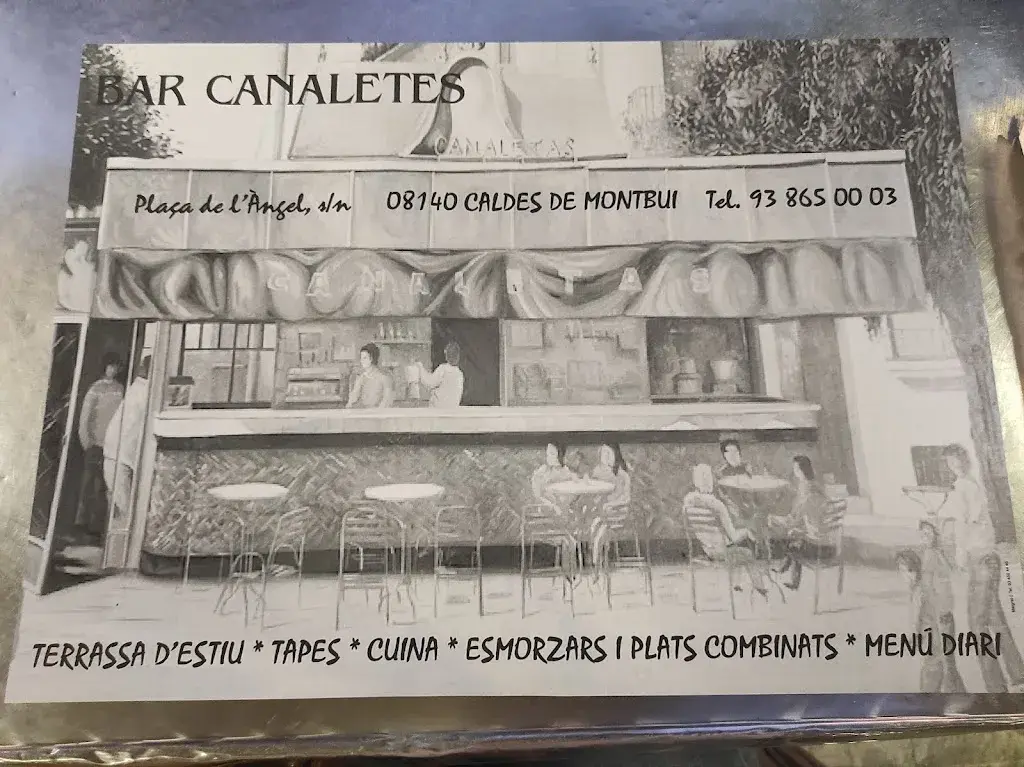 BAR CANALETES
CANALETAS
Plaça de l'Àngel, s/n 08140 CALDES DE MONTBUI Tel. 93 865 00 03
CANALETAS
TERRASSA D'ESTIU * TAPES * CUINA * ESMORZARS I PLATS COMBINATS * MENÚ DIARI